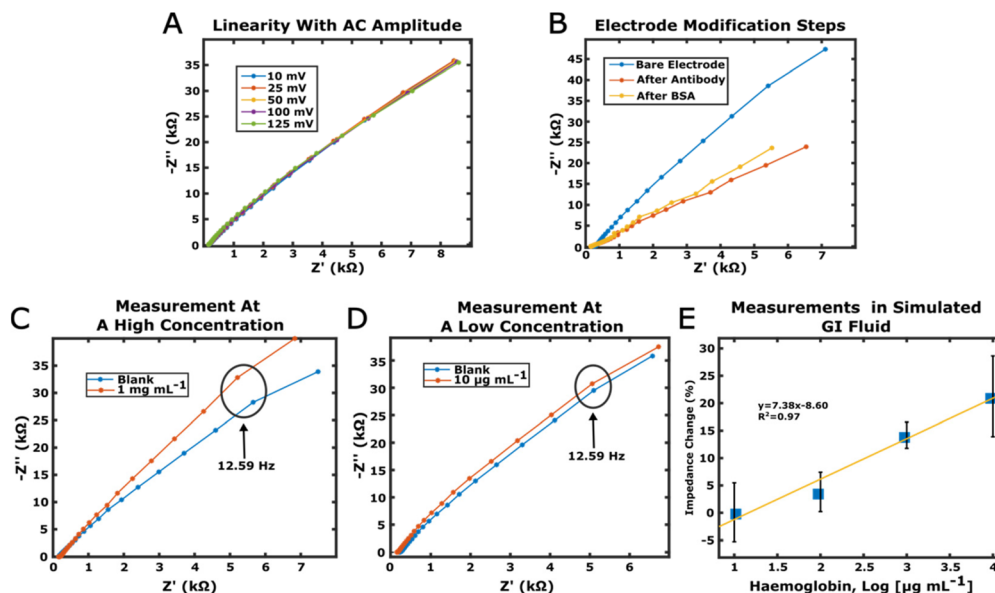 A
Linearity With AC Amplitude
35
30
25
20
15
10
5
0
-Z'' (kΩ)
10 mV
25 mV
50 mV
100 mV
125 mV
1 2 3 4 5 6 7 8
Z' (kΩ)
B
Electrode Modification Steps
45
40
35
30
25
20
15
10
5
0
-Z'' (kΩ)
Bare Electrode
After Antibody
After BSA
1 2 3 4 5 6 7
Z' (kΩ)
C
Measurement At
A High Concentration
35
30
25
20
15
10
5
0
-Z'' (kΩ)
Blank
1 mg mL⁻¹
12.59 Hz
0 1 2 3 4 5 6 7
Z' (kΩ)
D
Measurement At
A Low Concentration
35
30
25
20
15
10
5
0
-Z'' (kΩ)
Blank
10 µg mL⁻¹
12.59 Hz
0 1 2 3 4 5 6
Z' (kΩ)
E
Measurements in Simulated
GI Fluid
30
25
20
15
10
5
0
-5
Impedance Change (%)
y=7.38x-8.60
R²=0.97
1 1.5 2.0 2.5 3.0 3.5 4
Haemoglobin, Log [µg mL⁻¹]